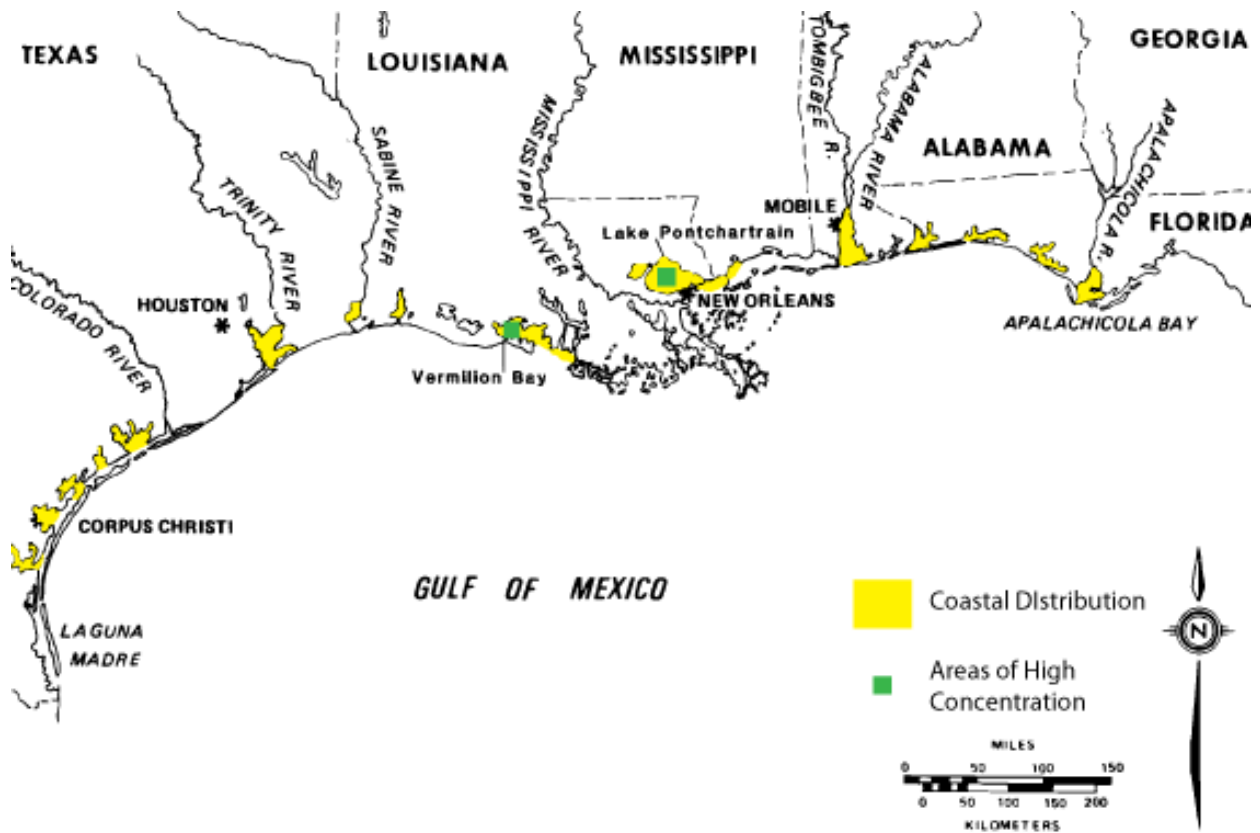 TEXAS
LOUISIANA
MISSISSIPPI
GEORGIA
TOMBIGBEE R.
ALABAMA RIVER
APALACHICOLA R.
MISSISSIPPI RIVER
SABINE RIVER
ALABAMA
TRINITY RIVER
MOBILE
FLORIDA
Lake Pontchartrain
COLORADO RIVER
HOUSTON
NEW ORLEANS
APALACHICOLA BAY
Vermilion Bay
CORPUS CHRISTI
GULF OF MEXICO
Coastal DIstribution
LAGUNA
MADRE
N
Areas of High
Concentration
MILES
0 50 100 150
0 50 100 150 200
KILOMETERS